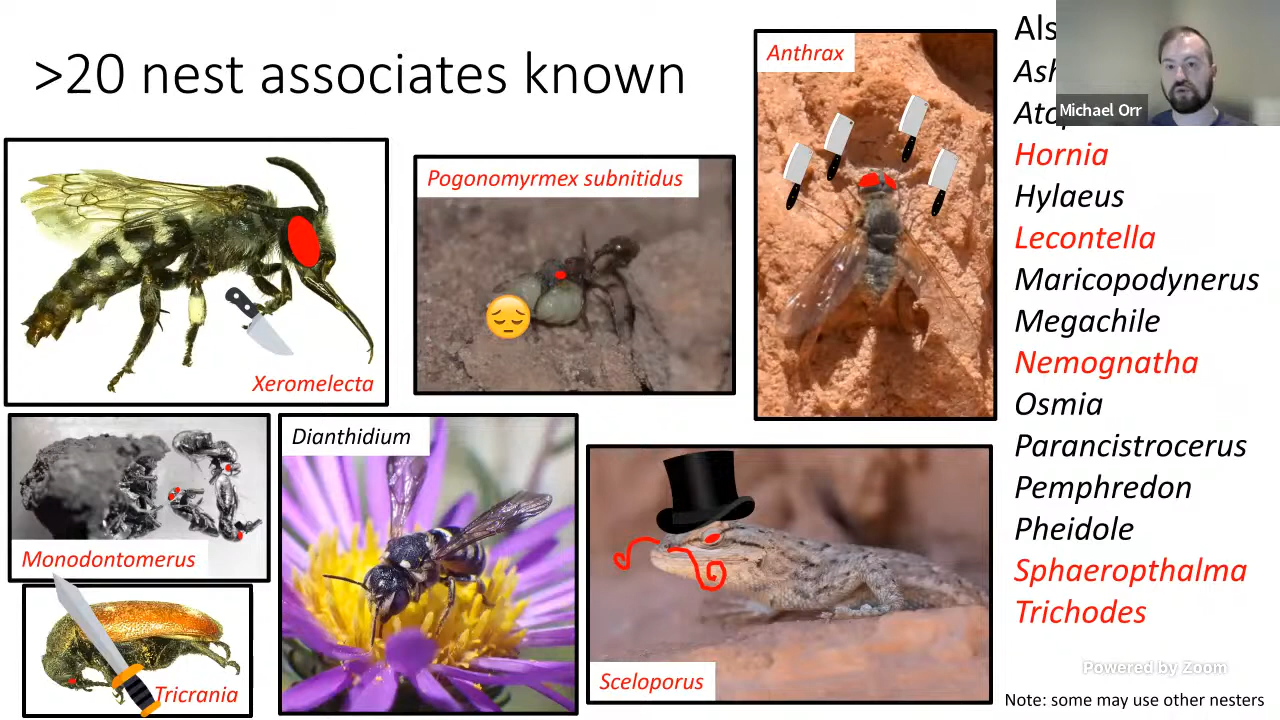 >20 nest associates known
Xeromelecta
Pogonomyrmex subnitidus
Anthrax
Monodontomerus
Tricrania
Dianthidium
Sceloporus
Michael Orr
Hornia
Hylaeus
Lecontella
Maricopodynerus
Megachile
Nemognatha
Osmia
Parancistrocerus
Pemphredon
Pheidole
Sphaeropthalma
Trichodes
Powered by Zoom
Note: some may use other nesters